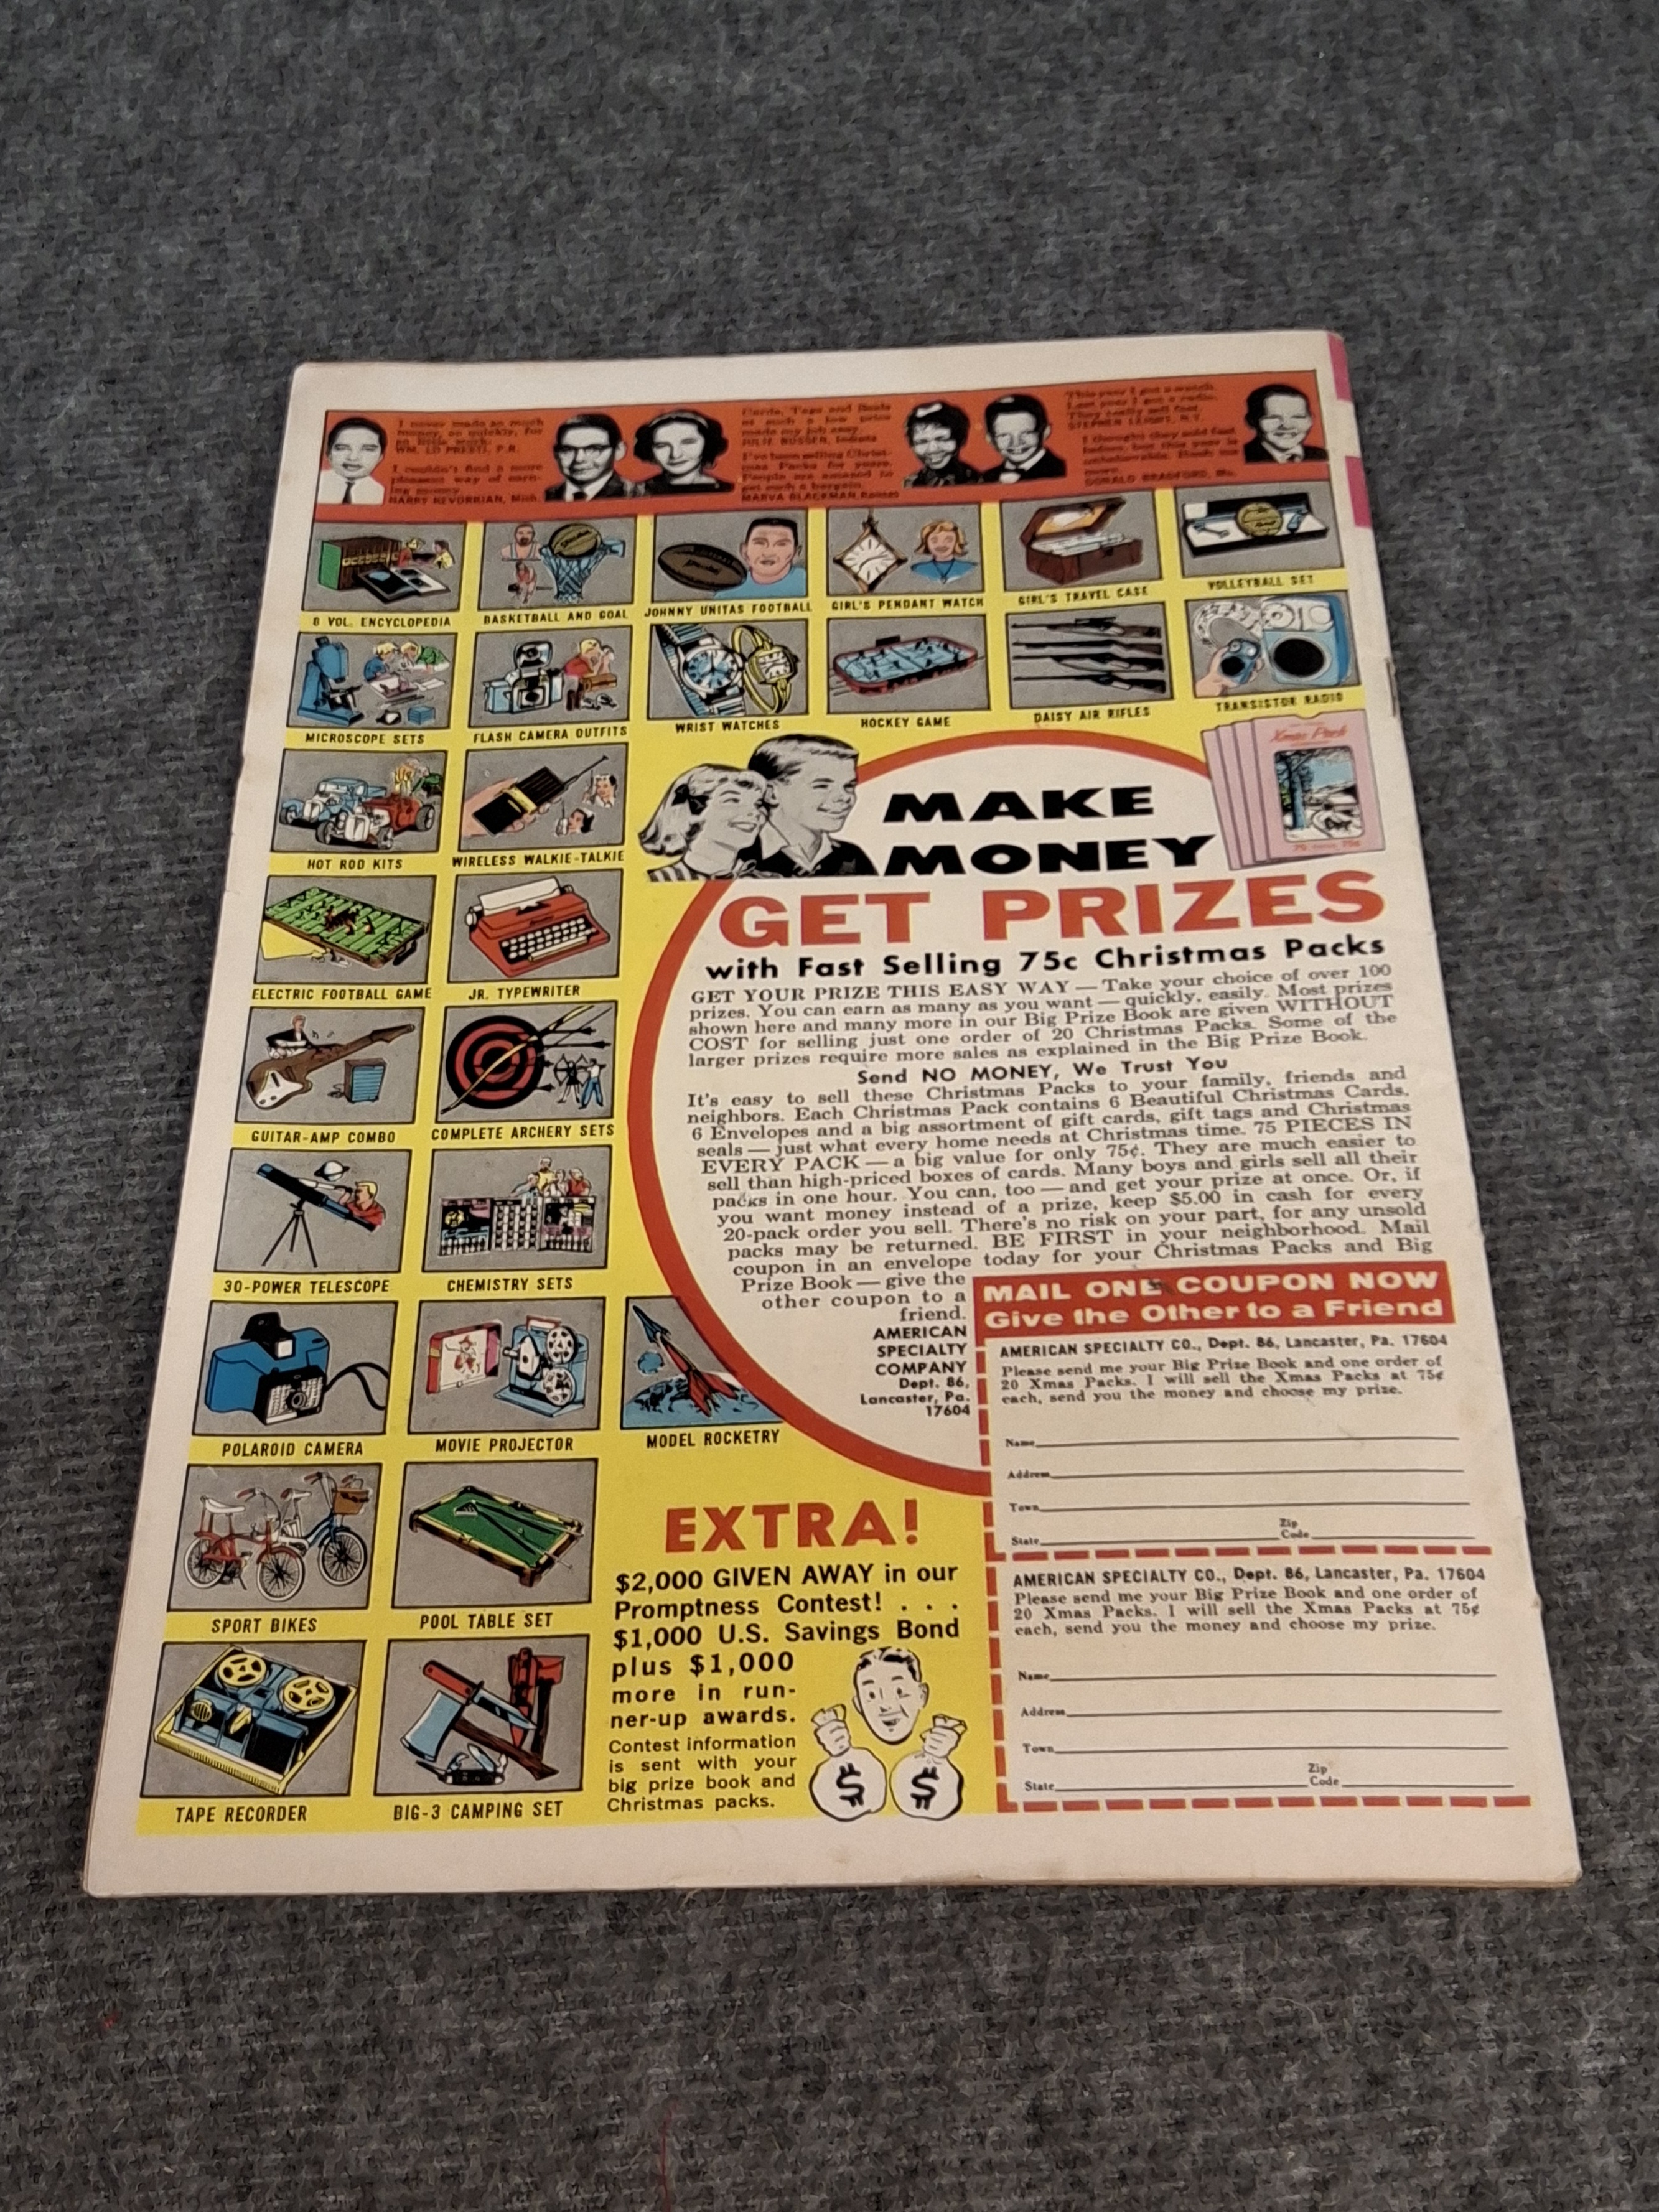 I never made so much
money, so quickly, for
so little work.
WM. LO PRESTI, P.R.
I couldn't find a more
pleasant way of earn-
ing money.
HARRY KEVORKIAN, Mich.
Cards, Tags and Seals
at such a low price
made my job easy.
JULIE BOSSEN, Indiana
I've been selling Christ-
mas Packs for years.
People are amazed to
get such a bargain.
MARVA BLACKMAN, Kansas
This year I got a watch.
Last year I got a radio.
They really sell fast.
I thought they sold fast
more.
DONALD BRADFORD, Mo.
8 VOL. ENCYCLOPEDIA
BASKETBALL AND GOAL
JOHNNY UNITAS FOOTBALL
GIRL'S PENDANT WATCH
GIRL'S TRAVEL CASE
VOLLEYBALL SET
MICROSCOPE SETS
FLASH CAMERA OUTFITS
WRIST WATCHES
HOCKEY GAME
DAISY AIR RIFLES
TRANSISTOR RADIO
HOT ROD KITS
WIRELESS WALKIE-TALKIE
ELECTRIC FOOTBALL GAME
JR. TYPEWRITER
GUITAR-AMP COMBO
COMPLETE ARCHERY SETS
30-POWER TELESCOPE
CHEMISTRY SETS
POLAROID CAMERA
MOVIE PROJECTOR
MODEL ROCKETRY
SPORT BIKES
POOL TABLE SET
TAPE RECORDER
BIG-3 CAMPING SET
Xmas Pack
75¢
MAKE
MONEY
GET PRIZES
with Fast Selling 75c Christmas Packs
GET YOUR PRIZE THIS EASY WAY — Take your choice of over 100
prizes. You can earn as many as you want — quickly, easily. Most prizes
shown here and many more in our Big Prize Book are given WITHOUT
COST for selling just one order of 20 Christmas Packs. Some of the
larger prizes require more sales as explained in the Big Prize Book.
Send NO MONEY, We Trust You
It's easy to sell these Christmas Packs to your family, friends and
neighbors. Each Christmas Pack contains 6 Beautiful Christmas Cards,
6 Envelopes and a big assortment of gift cards, gift tags and Christmas
seals — just what every home needs at Christmas time. 75 PIECES IN
EVERY PACK — a big value for only 75¢. They are much easier to
sell than high-priced boxes of cards. Many boys and girls sell all their
packs in one hour. You can, too — and get your prize at once. Or, if
you want money instead of a prize, keep $5.00 in cash for every
20-pack order you sell. There's no risk on your part, for any unsold
packs may be returned. BE FIRST in your neighborhood. Mail
coupon in an envelope today for your Christmas Packs and Big
Prize Book — give the
other coupon to a
friend.
AMERICAN
SPECIALTY
COMPANY
Dept. 86,
Lancaster, Pa.
17604
EXTRA!
$2,000 GIVEN AWAY in our
Promptness Contest! . . .
$1,000 U.S. Savings Bond
plus $1,000
more in run-
ner-up awards.
Contest information
is sent with your
big prize book and
Christmas packs.
$ $
MAIL ONE COUPON NOW
Give the Other to a Friend
AMERICAN SPECIALTY CO., Dept. 86, Lancaster, Pa. 17604
Please send me your Big Prize Book and one order of
20 Xmas Packs. I will sell the Xmas Packs at 75¢
each, send you the money and choose my prize.
Name
Address
Town
State Zip Code
AMERICAN SPECIALTY CO., Dept. 86, Lancaster, Pa. 17604
Please send me your Big Prize Book and one order of
20 Xmas Packs. I will sell the Xmas Packs at 75¢
each, send you the money and choose my prize.
Name
Address
Town
State Zip Code